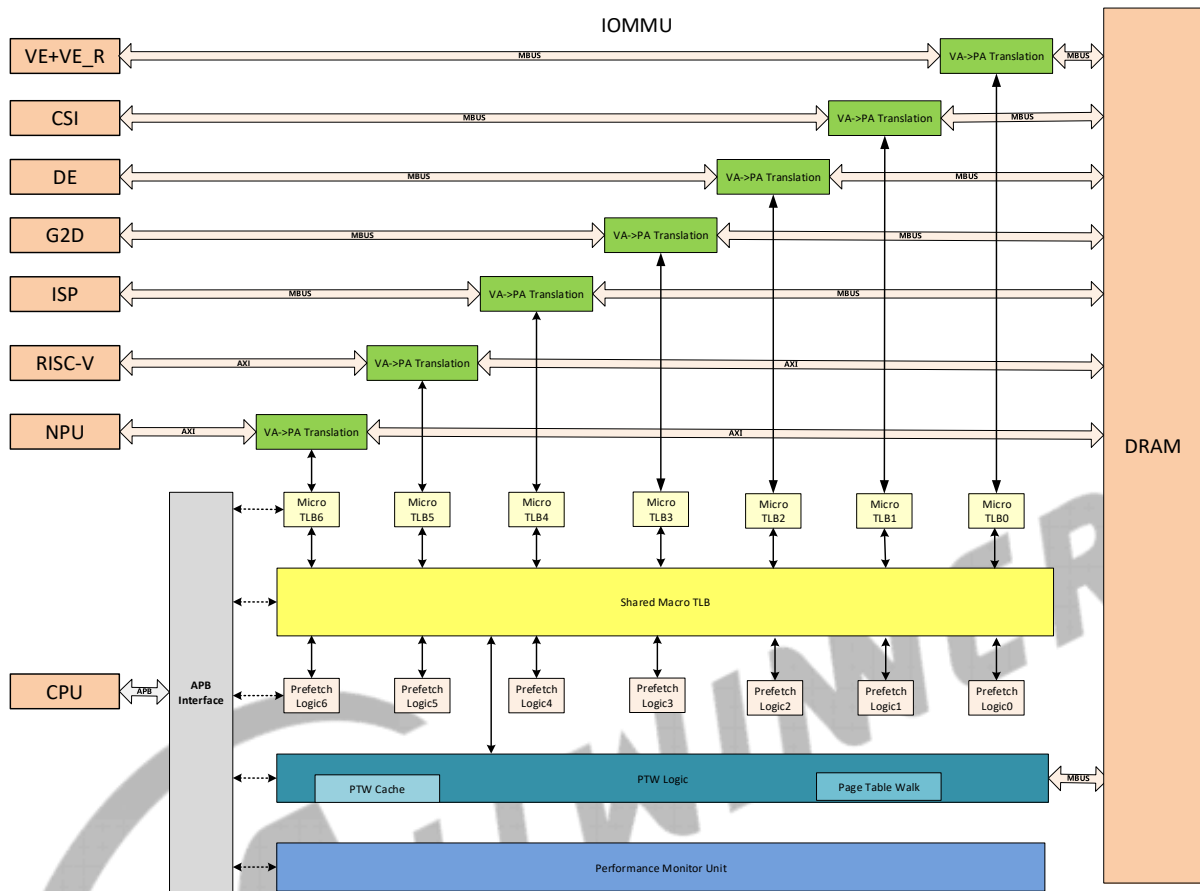 IOMMU
VE+VE_R
MBUS
VA->PA Translation
MBUS
CSI
MBUS
VA->PA Translation
MBUS
DE
MBUS
VA->PA Translation
MBUS
G2D
MBUS
VA->PA Translation
MBUS
ISP
MBUS
VA->PA Translation
MBUS
RISC-V
AXI
VA->PA Translation
AXI
NPU
AXI
VA->PA Translation
AXI
DRAM
Micro
TLB6
Micro
TLB5
Micro
TLB4
Micro
TLB3
Micro
TLB2
Micro
TLB1
Micro
TLB0
Shared Macro TLB
CPU
APB
APB
Interface
Prefetch
Logic6
Prefetch
Logic5
Prefetch
Logic4
Prefetch
Logic3
Prefetch
Logic2
Prefetch
Logic1
Prefetch
Logic0
PTW Logic
PTW Cache
Page Table Walk
MBUS
Performance Monitor Unit